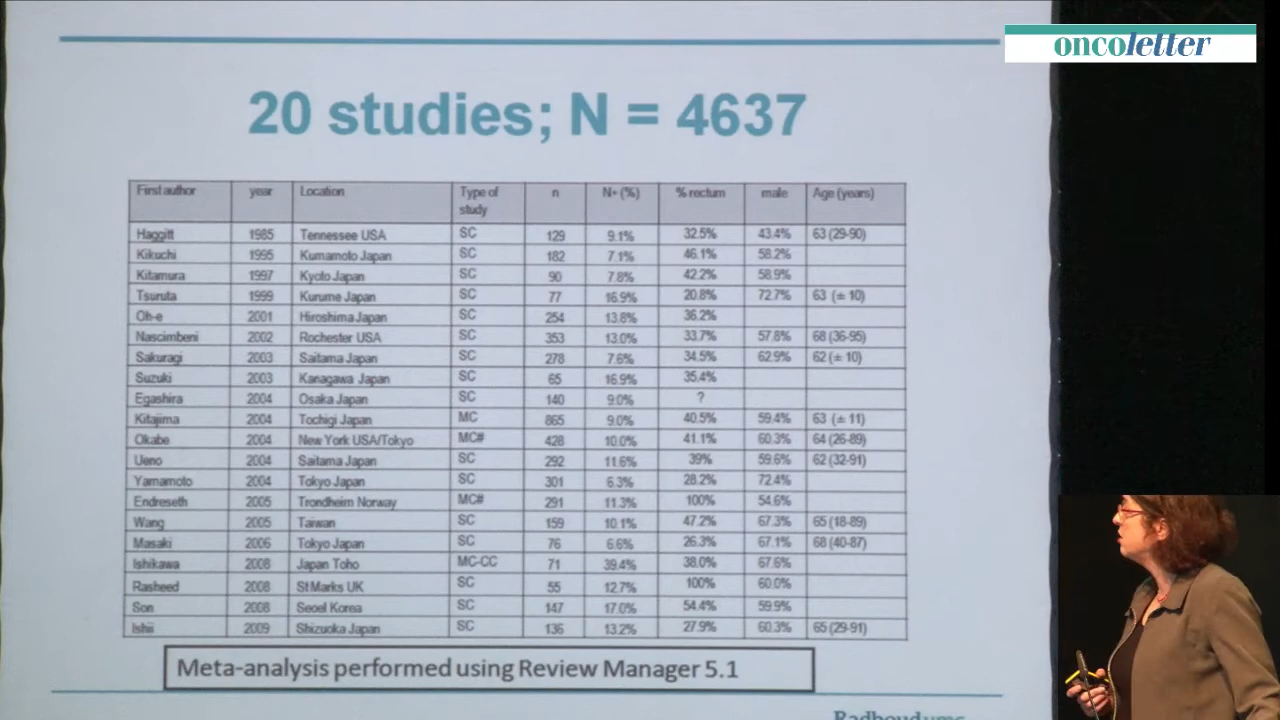 oncoletter
20 studies; N = 4637
First author year Location Type of study n N+ (%) % rectum male Age (years)
Haggitt 1985 Tennessee USA SC 129 9.1% 32.5% 43.4% 63 (29-90)
Kikuchi 1995 Kumamoto Japan SC 182 7.1% 46.1% 58.2%
Kitamura 1997 Kyoto Japan SC 90 7.8% 42.2% 58.9%
Tsuruta 1999 Kurume Japan SC 77 16.9% 20.8% 72.7% 63 (± 10)
Oh-e 2001 Hiroshima Japan SC 254 13.8% 36.2%
Nascimbeni 2002 Rochester USA SC 353 13.0% 33.7% 57.8% 68 (36-95)
Sakuragi 2003 Saitama Japan SC 278 7.6% 34.5% 62.9% 62 (± 10)
Suzuki 2003 Kanagawa Japan SC 65 16.9% 35.4%
Egashira 2004 Osaka Japan SC 140 9.0% ?
Kitajima 2004 Tochigi Japan MC 865 9.0% 40.5% 59.4% 63 (± 11)
Okabe 2004 New York USA/Tokyo MC# 428 10.0% 41.1% 60.3% 64 (26-89)
Ueno 2004 Saitama Japan SC 292 11.6% 39% 59.6% 62 (32-91)
Yamamoto 2004 Tokyo Japan SC 301 6.3% 28.2% 72.4%
Endreseth 2005 Trondheim Norway MC# 291 11.3% 100% 54.6%
Wang 2005 Taiwan SC 159 10.1% 47.2% 67.3% 65 (18-89)
Masaki 2006 Tokyo Japan SC 76 6.6% 26.3% 67.1% 68 (40-87)
Ishikawa 2008 Japan Toho MC-CC 71 39.4% 38.0% 67.6%
Rasheed 2008 St Marks UK SC 55 12.7% 100% 60.0%
Son 2008 Seoel Korea SC 147 17.0% 54.4% 59.9%
Ishii 2009 Shizuoka Japan SC 136 13.2% 27.9% 60.3% 65 (29-91)
Meta-analysis performed using Review Manager 5.1
Radboudumc